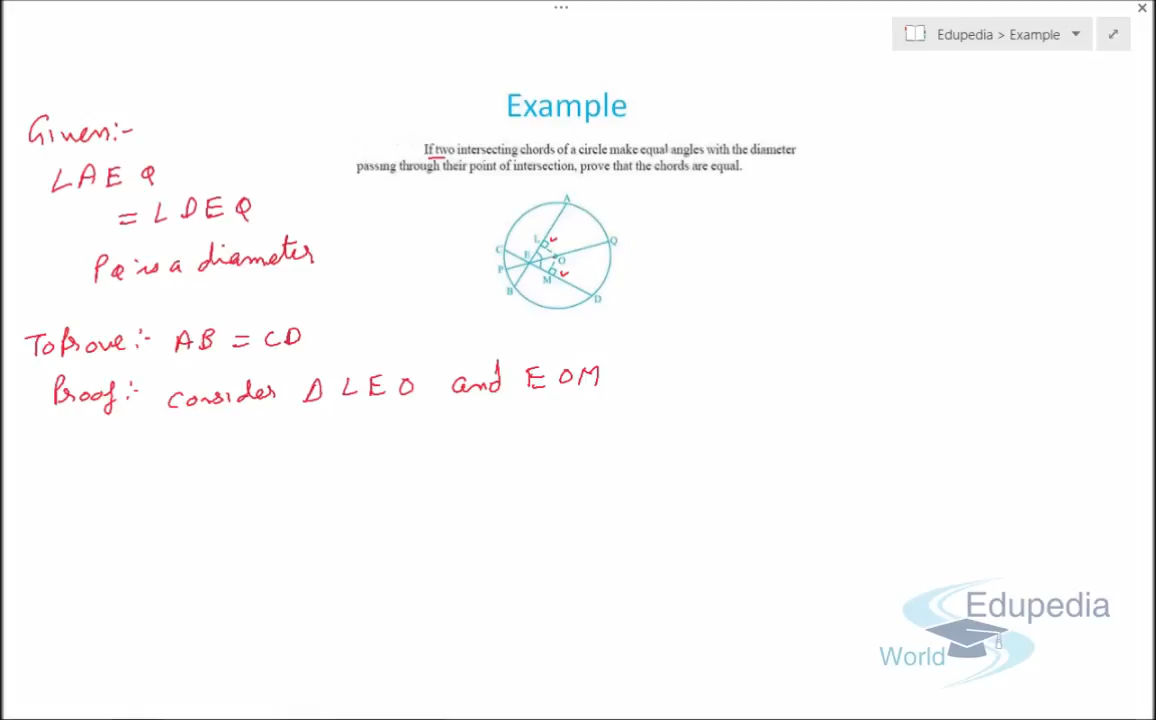 Edupedia > Example
Example
If two intersecting chords of a circle make equal angles with the diameter
passing through their point of intersection, prove that the chords are equal.
Given:-
∠AEQ
= ∠DEQ
PQ is a diameter
To Prove:- AB = CD
Proof:- Consider Δ LEO and EOM
A
L
Q
C
E
O
P
M
B
D
Edupedia
World